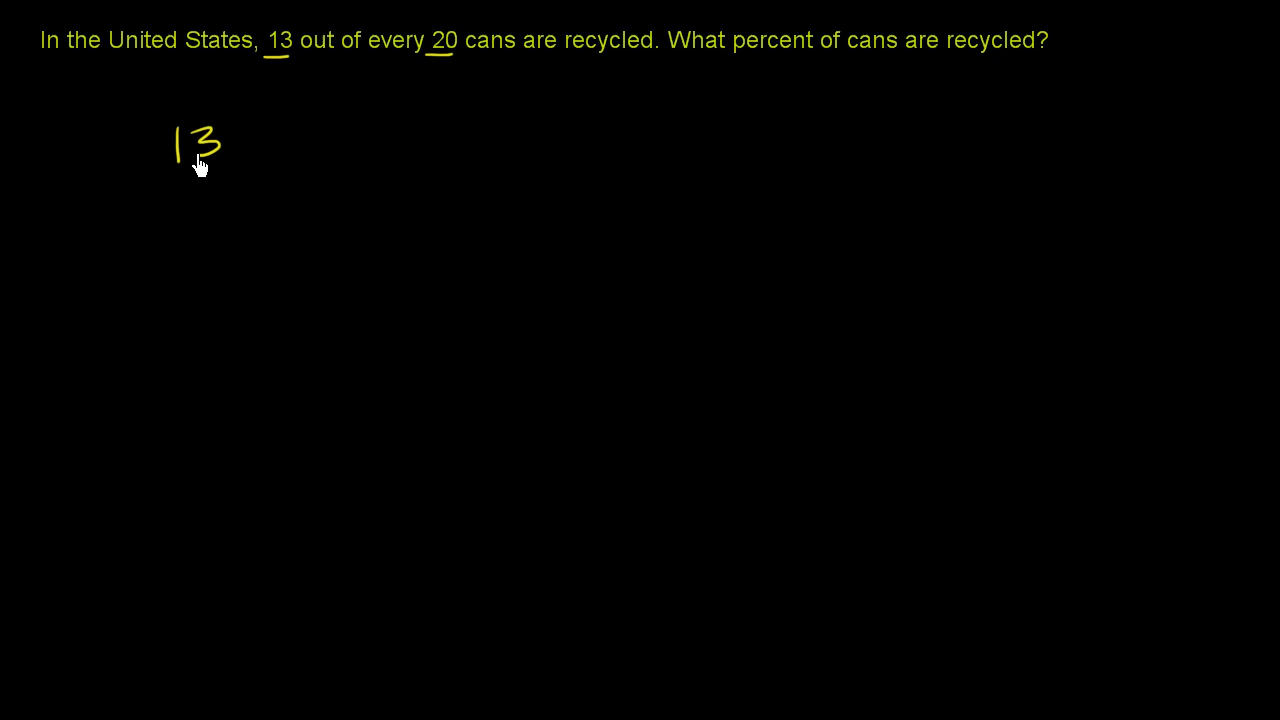 In the United States, 13 out of every 20 cans are recycled. What percent of cans are recycled?
13